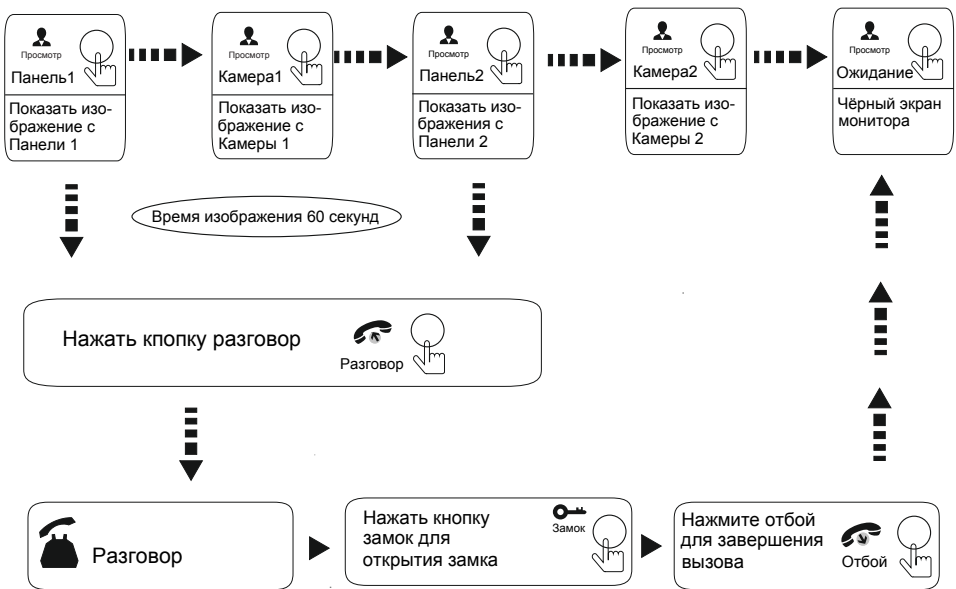 Просмотр
Панель1
Показать изо-
бражение с
Панели 1
Просмотр
Камера1
Показать изо-
бражение с
Камеры 1
Просмотр
Панель2
Показать изо-
бражения с
Панели 2
Просмотр
Камера2
Показать изо-
бражение с
Камеры 2
Просмотр
Ожидание
Чёрный экран
монитора
Время изображения 60 секунд
Нажать кпопку разговор
Разговор
Разговор
Нажать кнопку
замок для
открытия замка
Замок
Нажмите отбой
для завершения
вызова
Отбой